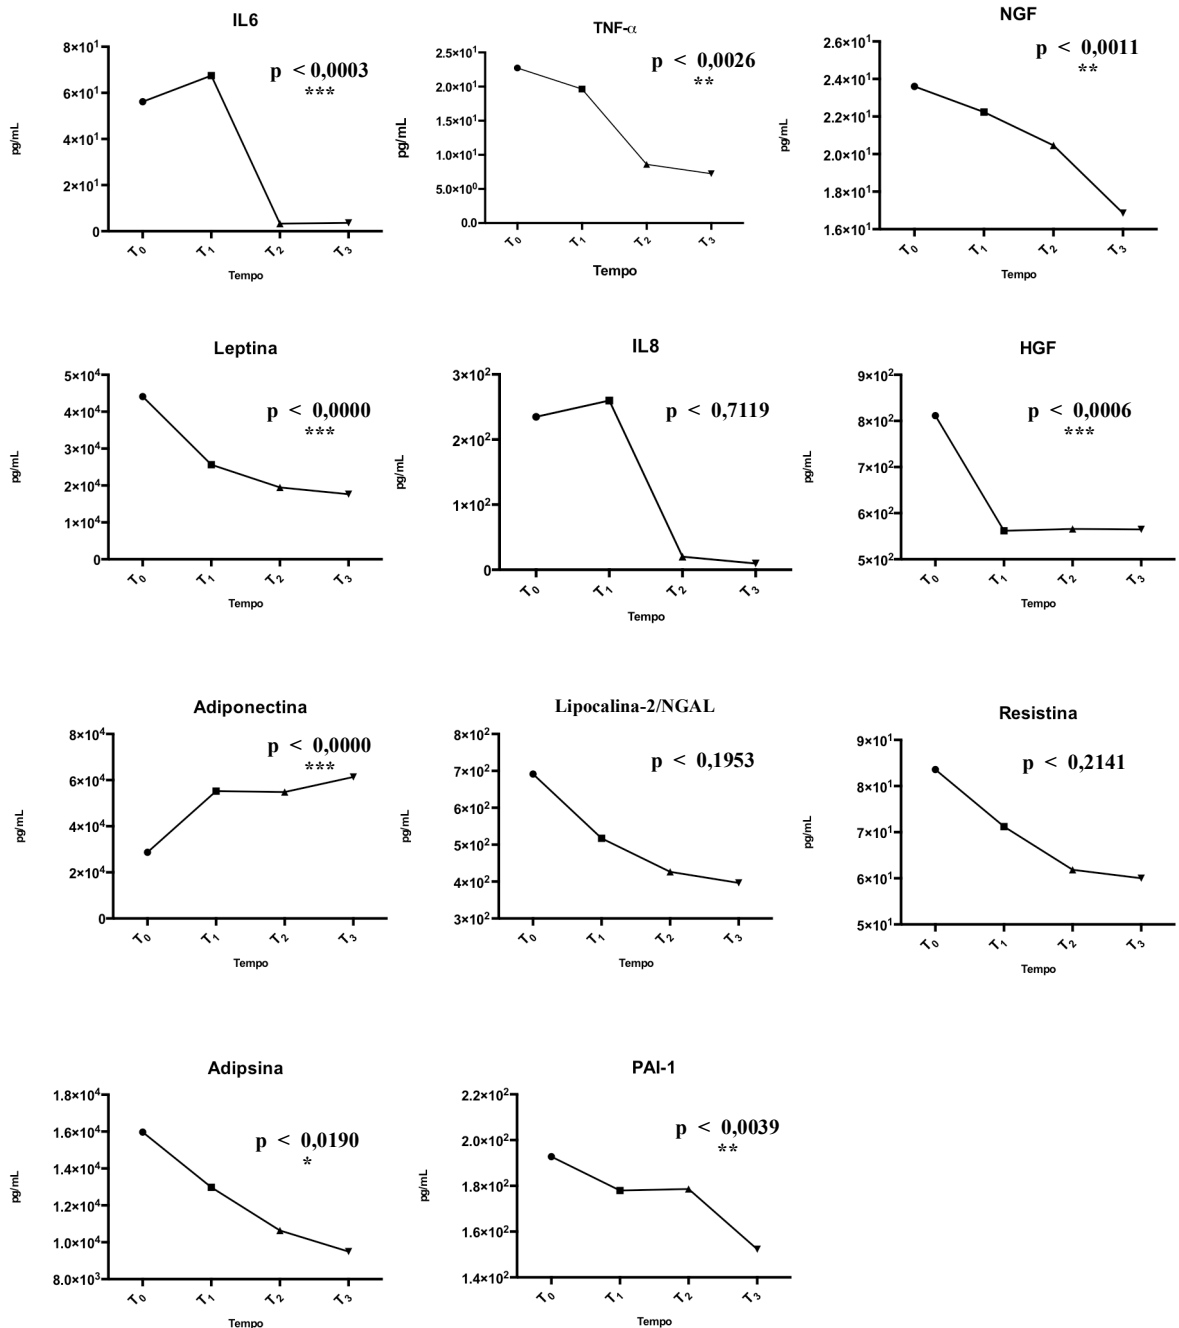 IL6
8×10¹
6×10¹
4×10¹
2×10¹
0
pg/mL
p < 0,0003
***
T₀ T₁ T₂ T₃
Tempo
TNF-α
2.5×10¹
2.0×10¹
1.5×10¹
1.0×10¹
5.0×10⁰
0.0
pg/mL
p < 0,0026
**
T₀ T₁ T₂ T₃
Tempo
NGF
2.6×10¹
2.4×10¹
2.2×10¹
2.0×10¹
1.8×10¹
1.6×10¹
pg/mL
p < 0,0011
**
T₀ T₁ T₂ T₃
Tempo
Leptina
5×10⁴
4×10⁴
3×10⁴
2×10⁴
1×10⁴
0
pg/mL
p < 0,0000
***
T₀ T₁ T₂ T₃
Tempo
IL8
3×10²
2×10²
1×10²
0
pg/mL
p < 0,7119
T₀ T₁ T₂ T₃
Tempo
HGF
9×10²
8×10²
7×10²
6×10²
5×10²
pg/mL
p < 0,0006
***
T₀ T₁ T₂ T₃
Tempo
Adiponectina
8×10⁴
6×10⁴
4×10⁴
2×10⁴
0
pg/mL
p < 0,0000
***
T₀ T₁ T₂ T₃
Tempo
Lipocalina-2/NGAL
8×10²
7×10²
6×10²
5×10²
4×10²
3×10²
pg/mL
p < 0,1953
T₀ T₁ T₂ T₃
Tempo
Resistina
9×10¹
8×10¹
7×10¹
6×10¹
5×10¹
pg/mL
p < 0,2141
T₀ T₁ T₂ T₃
Tempo
Adipsina
1.8×10⁴
1.6×10⁴
1.4×10⁴
1.2×10⁴
1.0×10⁴
8.0×10³
pg/mL
p < 0,0190
*
T₀ T₁ T₂ T₃
Tempo
PAI-1
2.2×10²
2.0×10²
1.8×10²
1.6×10²
1.4×10²
pg/mL
p < 0,0039
**
T₀ T₁ T₂ T₃
Tempo